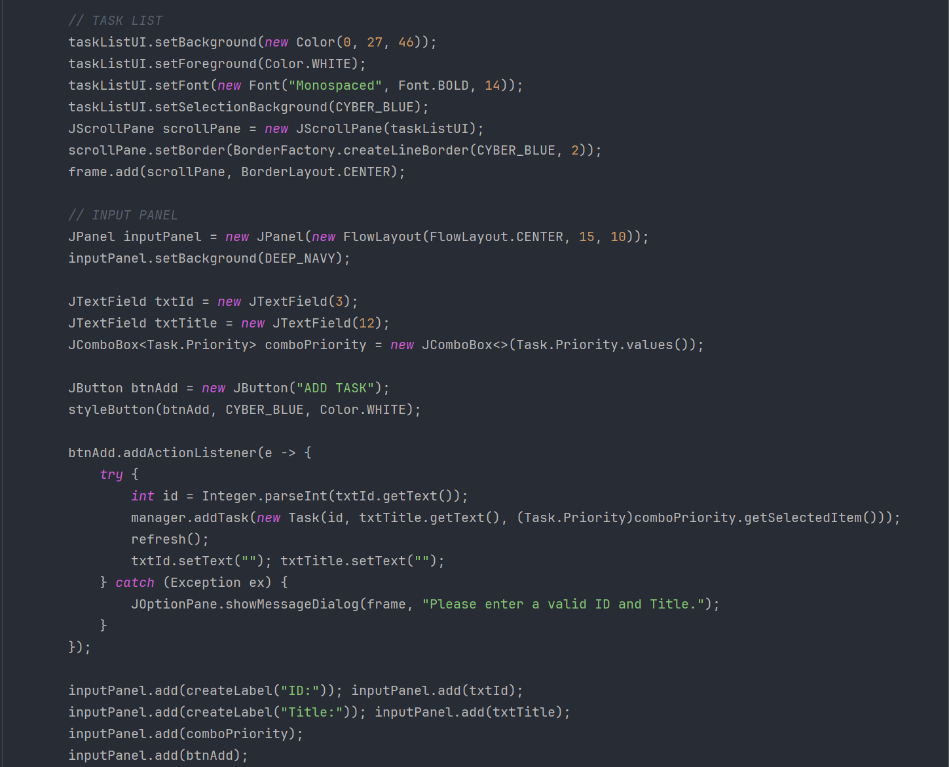 // TASK LIST
taskListUI.setBackground(new Color(0, 27, 46));
taskListUI.setForeground(Color.WHITE);
taskListUI.setFont(new Font("Monospaced", Font.BOLD, 14));
taskListUI.setSelectionBackground(CYBER_BLUE);
JScrollPane scrollPane = new JScrollPane(taskListUI);
scrollPane.setBorder(BorderFactory.createLineBorder(CYBER_BLUE, 2));
frame.add(scrollPane, BorderLayout.CENTER);
// INPUT PANEL
JPanel inputPanel = new JPanel(new FlowLayout(FlowLayout.CENTER, 15, 10));
inputPanel.setBackground(DEEP_NAVY);
JTextField txtId = new JTextField(3);
JTextField txtTitle = new JTextField(12);
JComboBox<Task.Priority> comboPriority = new JComboBox<>(Task.Priority.values());
JButton btnAdd = new JButton("ADD TASK");
styleButton(btnAdd, CYBER_BLUE, Color.WHITE);
btnAdd.addActionListener(e -> {
try {
int id = Integer.parseInt(txtId.getText());
manager.addTask(new Task(id, txtTitle.getText(), (Task.Priority)comboPriority.getSelectedItem()));
refresh();
txtId.setText(""); txtTitle.setText("");
} catch (Exception ex) {
JOptionPane.showMessageDialog(frame, "Please enter a valid ID and Title.");
}
});
inputPanel.add(createLabel("ID:")); inputPanel.add(txtId);
inputPanel.add(createLabel("Title:")); inputPanel.add(txtTitle);
inputPanel.add(comboPriority);
inputPanel.add(btnAdd);